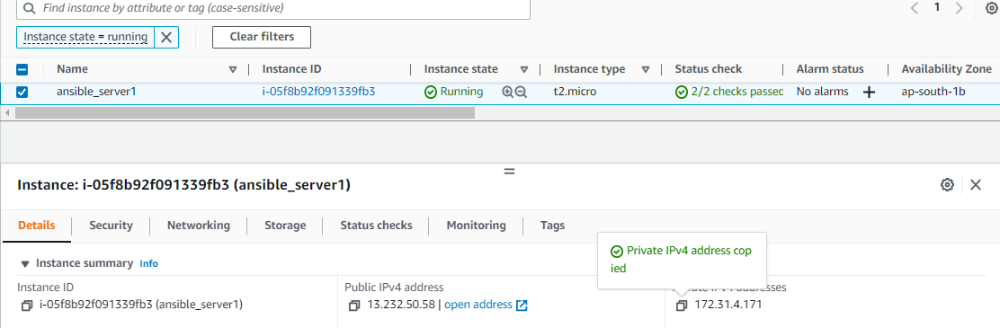 Find instance by attribute or tag (case-sensitive)
1
Instance state = running
Clear filters
Name Instance ID Instance state Instance type Status check Alarm status Availability Zone
ansible_server1 i-05f8b92f091339fb3 Running t2.micro 2/2 checks passed No alarms + ap-south-1b
Instance: i-05f8b92f091339fb3 (ansible_server1)
Details Security Networking Storage Status checks Monitoring Tags
Private IPv4 address cop
ied
Instance summary Info
Instance ID Public IPv4 address addresses
i-05f8b92f091339fb3 (ansible_server1) 13.232.50.58 | open address 172.31.4.171